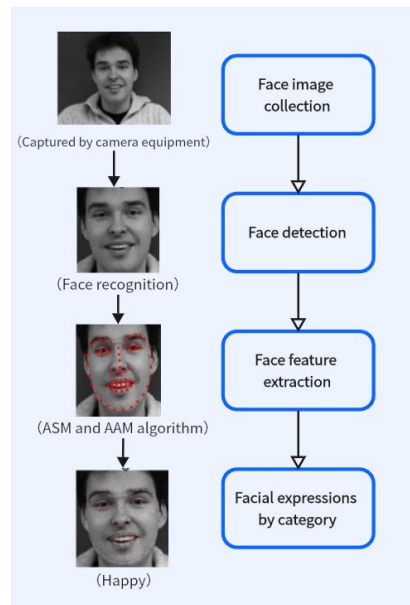 Face image
collection
(Captured by camera equipment)
Face detection
(Face recognition)
Face feature
extraction
(ASM and AAM algorithm)
Facial expressions
by category
(Happy)